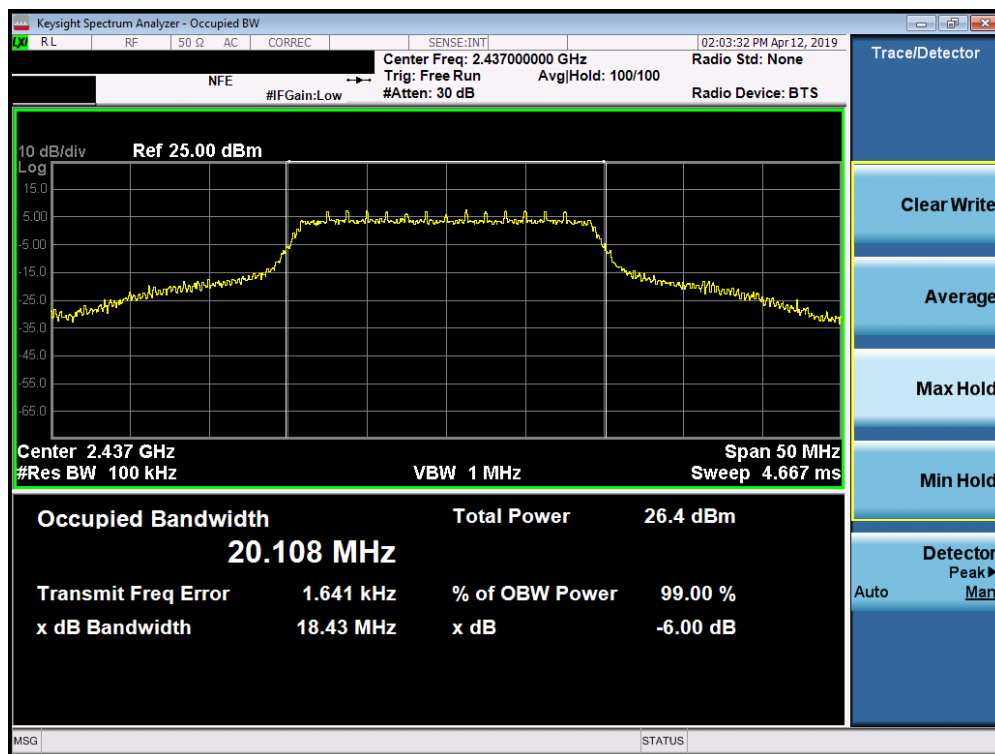 Keysight Spectrum Analyzer - Occupied BW
LXI RL RF 50 Ω AC CORREC SENSE:INT 02:03:32 PM Apr 12, 2019
Center Freq: 2.437000000 GHz Radio Std: None
NFE Trig: Free Run Avg|Hold: 100/100
#IFGain:Low #Atten: 30 dB Radio Device: BTS
10 dB/div Ref 25.00 dBm
Log
15.0
5.00
-5.00
-15.0
-25.0
-35.0
-45.0
-55.0
-65.0
Center 2.437 GHz Span 50 MHz
#Res BW 100 kHz VBW 1 MHz Sweep 4.667 ms
Occupied Bandwidth Total Power 26.4 dBm
20.108 MHz
Transmit Freq Error 1.641 kHz % of OBW Power 99.00 %
x dB Bandwidth 18.43 MHz x dB -6.00 dB
MSG STATUS
Trace/Detector
Clear Write
Average
Max Hold
Min Hold
Detector
Peak▶
Auto Man